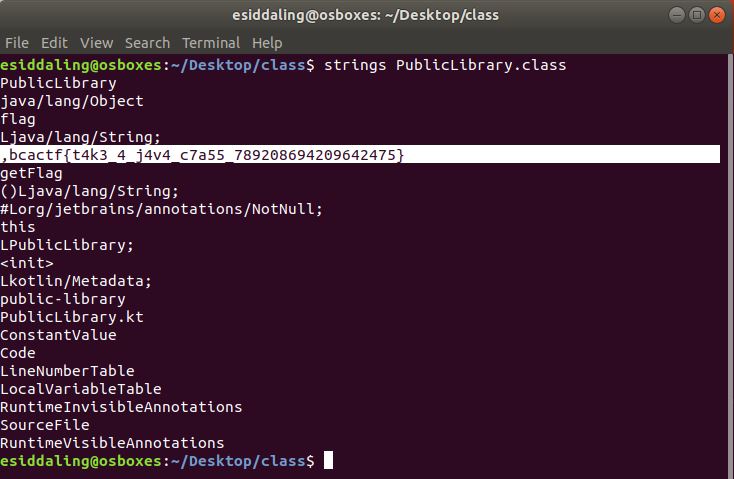 esiddaling@osboxes: ~/Desktop/class
File Edit View Search Terminal Help
esiddaling@osboxes:~/Desktop/class$ strings PublicLibrary.class
PublicLibrary
java/lang/Object
flag
Ljava/lang/String;
,bcactf{t4k3_4_j4v4_c7a55_789208694209642475}
getFlag
()Ljava/lang/String;
#Lorg/jetbrains/annotations/NotNull;
this
LPublicLibrary;
<init>
Lkotlin/Metadata;
public-library
PublicLibrary.kt
ConstantValue
Code
LineNumberTable
LocalVariableTable
RuntimeInvisibleAnnotations
SourceFile
RuntimeVisibleAnnotations
esiddaling@osboxes:~/Desktop/class$